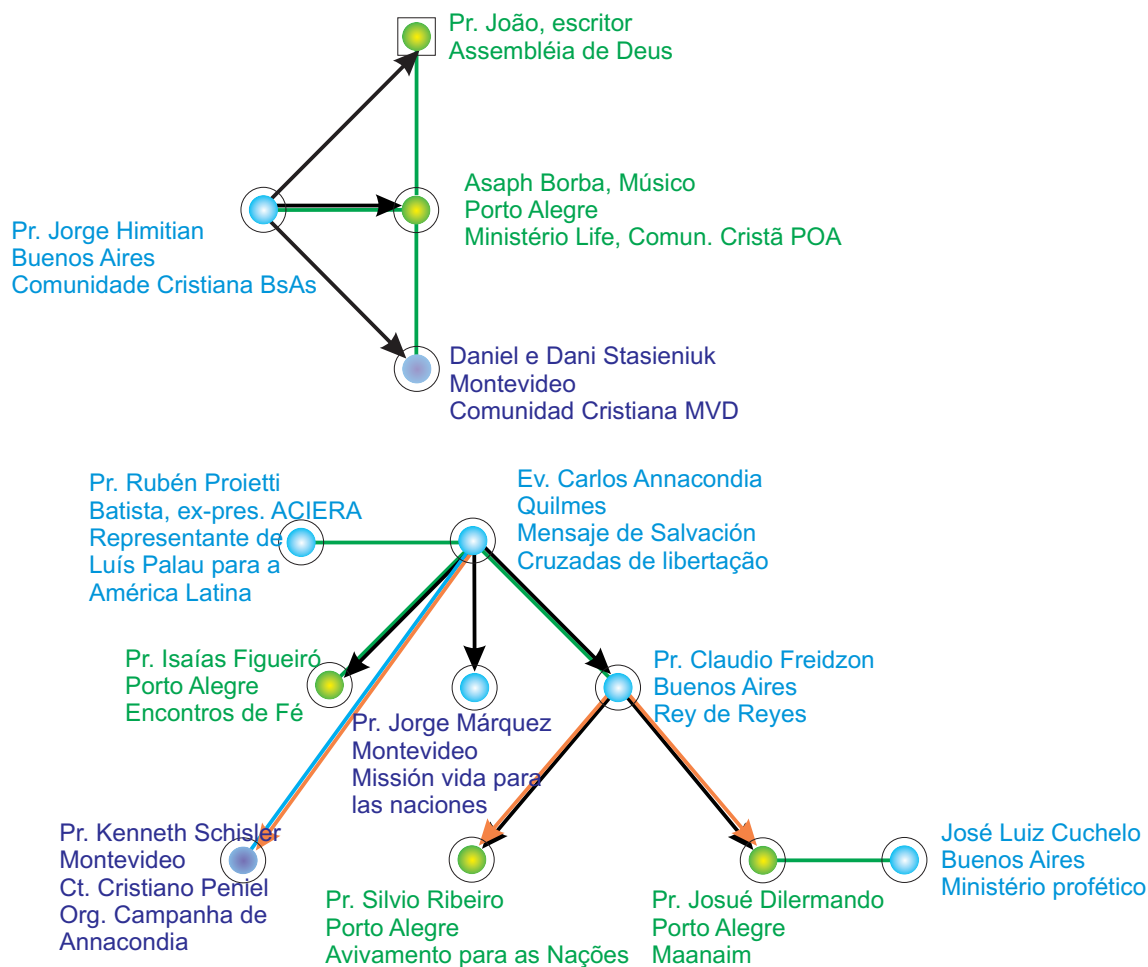 Pr. João, escritor
Assembléia de Deus
Asaph Borba, Músico
Porto Alegre
Ministério Life, Comun. Cristã POA
Pr. Jorge Himitian
Buenos Aires
Comunidade Cristiana BsAs
Daniel e Dani Stasieniuk
Montevideo
Comunidad Cristiana MVD
Pr. Rubén Proietti
Batista, ex-pres. ACIERA
Representante de
Luís Palau para a
América Latina
Ev. Carlos Annacondia
Quilmes
Mensaje de Salvación
Cruzadas de libertação
Pr. Isaías Figueiró
Porto Alegre
Encontros de Fé
Pr. Jorge Márquez
Montevideo
Missión vida para
las naciones
Pr. Claudio Freidzon
Buenos Aires
Rey de Reyes
Pr. Kenneth Schisler
Montevideo
Ct. Cristiano Peniel
Org. Campanha de
Annacondia
Pr. Silvio Ribeiro
Porto Alegre
Avivamento para as Nações
Pr. Josué Dilermando
Porto Alegre
Maanaim
José Luiz Cuchelo
Buenos Aires
Ministério profético